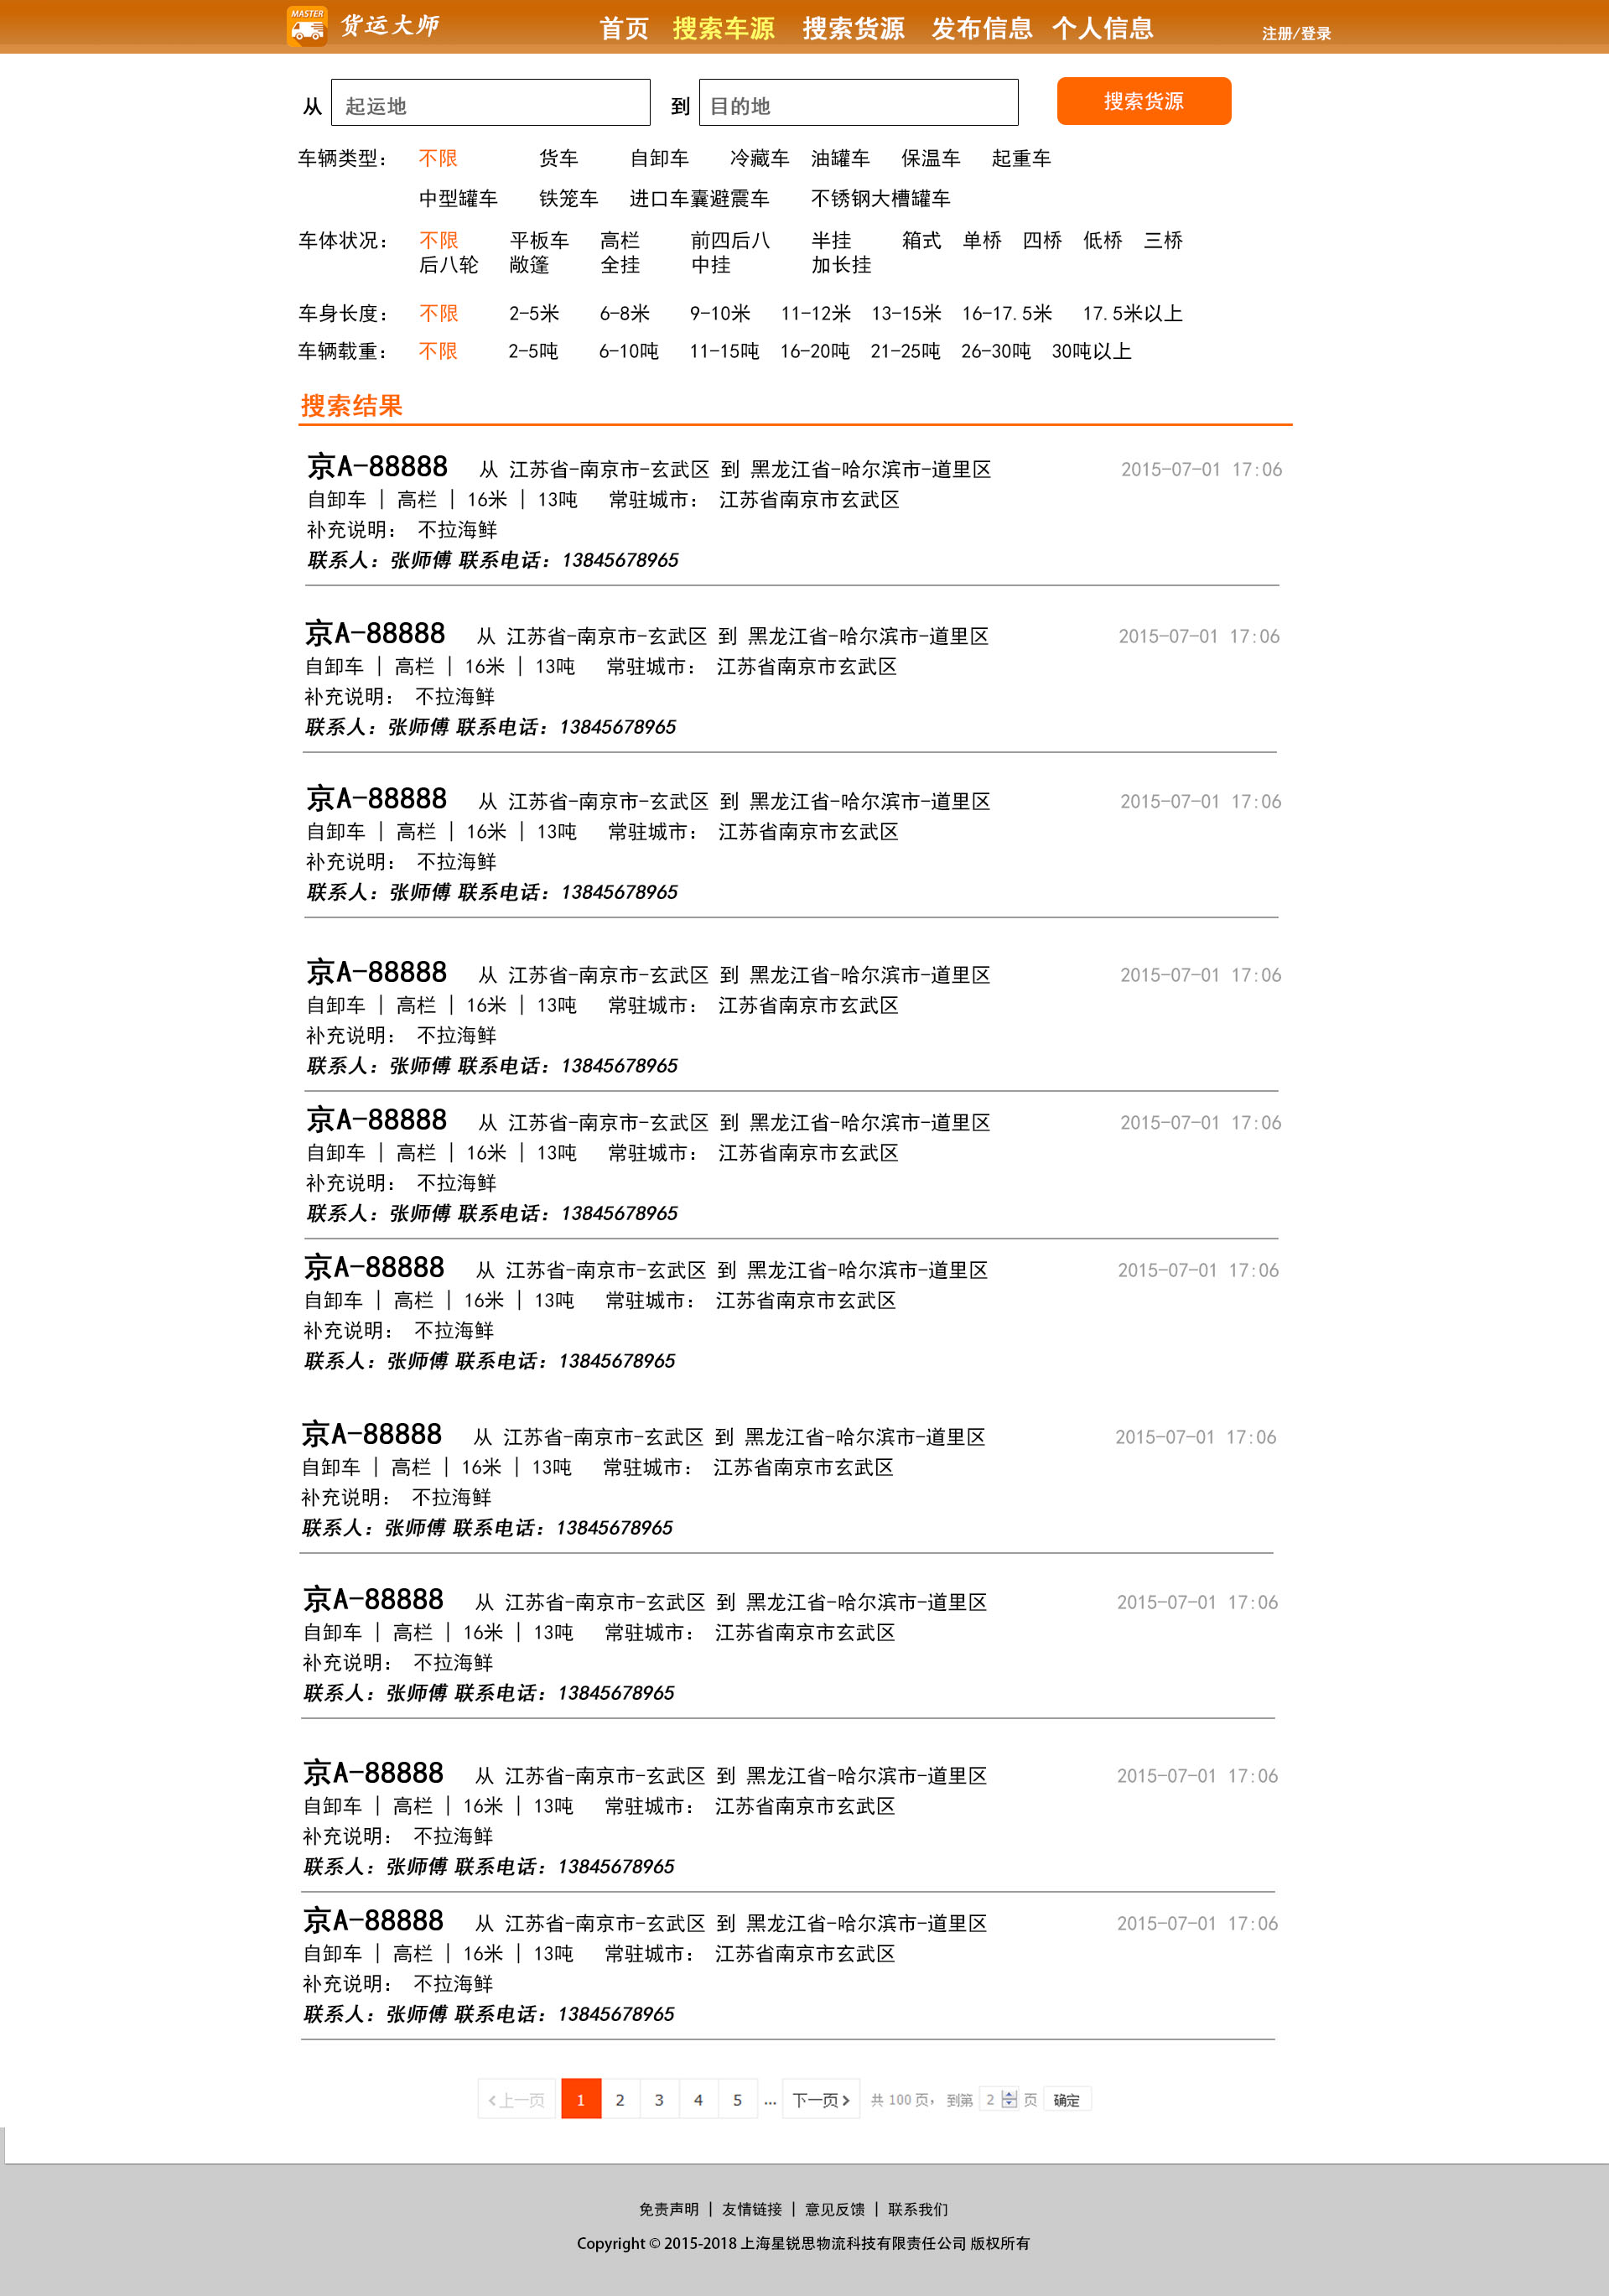 MASTER 货运大师 首页 搜索车源 搜索货源 发布信息 个人信息 注册/登录
从 起运地 到 目的地 搜索货源
车辆类型： 不限 货车 自卸车 冷藏车 油罐车 保温车 起重车
中型罐车 铁笼车 进口车囊避震车 不锈钢大槽罐车
车体状况： 不限 平板车 高栏 前四后八 半挂 箱式 单桥 四桥 低桥 三桥
后八轮 敞篷 全挂 中挂 加长挂
车身长度： 不限 2-5米 6-8米 9-10米 11-12米 13-15米 16-17.5米 17.5米以上
车辆载重： 不限 2-5吨 6-10吨 11-15吨 16-20吨 21-25吨 26-30吨 30吨以上
搜索结果
京A-88888 从 江苏省-南京市-玄武区 到 黑龙江省-哈尔滨市-道里区 2015-07-01 17:06
自卸车 | 高栏 | 16米 | 13吨 常驻城市： 江苏省南京市玄武区
补充说明： 不拉海鲜
联系人：张师傅 联系电话：13845678965
京A-88888 从 江苏省-南京市-玄武区 到 黑龙江省-哈尔滨市-道里区 2015-07-01 17:06
自卸车 | 高栏 | 16米 | 13吨 常驻城市： 江苏省南京市玄武区
补充说明： 不拉海鲜
联系人：张师傅 联系电话：13845678965
京A-88888 从 江苏省-南京市-玄武区 到 黑龙江省-哈尔滨市-道里区 2015-07-01 17:06
自卸车 | 高栏 | 16米 | 13吨 常驻城市： 江苏省南京市玄武区
补充说明： 不拉海鲜
联系人：张师傅 联系电话：13845678965
京A-88888 从 江苏省-南京市-玄武区 到 黑龙江省-哈尔滨市-道里区 2015-07-01 17:06
自卸车 | 高栏 | 16米 | 13吨 常驻城市： 江苏省南京市玄武区
补充说明： 不拉海鲜
联系人：张师傅 联系电话：13845678965
京A-88888 从 江苏省-南京市-玄武区 到 黑龙江省-哈尔滨市-道里区 2015-07-01 17:06
自卸车 | 高栏 | 16米 | 13吨 常驻城市： 江苏省南京市玄武区
补充说明： 不拉海鲜
联系人：张师傅 联系电话：13845678965
京A-88888 从 江苏省-南京市-玄武区 到 黑龙江省-哈尔滨市-道里区 2015-07-01 17:06
自卸车 | 高栏 | 16米 | 13吨 常驻城市： 江苏省南京市玄武区
补充说明： 不拉海鲜
联系人：张师傅 联系电话：13845678965
京A-88888 从 江苏省-南京市-玄武区 到 黑龙江省-哈尔滨市-道里区 2015-07-01 17:06
自卸车 | 高栏 | 16米 | 13吨 常驻城市： 江苏省南京市玄武区
补充说明： 不拉海鲜
联系人：张师傅 联系电话：13845678965
京A-88888 从 江苏省-南京市-玄武区 到 黑龙江省-哈尔滨市-道里区 2015-07-01 17:06
自卸车 | 高栏 | 16米 | 13吨 常驻城市： 江苏省南京市玄武区
补充说明： 不拉海鲜
联系人：张师傅 联系电话：13845678965
京A-88888 从 江苏省-南京市-玄武区 到 黑龙江省-哈尔滨市-道里区 2015-07-01 17:06
自卸车 | 高栏 | 16米 | 13吨 常驻城市： 江苏省南京市玄武区
补充说明： 不拉海鲜
联系人：张师傅 联系电话：13845678965
京A-88888 从 江苏省-南京市-玄武区 到 黑龙江省-哈尔滨市-道里区 2015-07-01 17:06
自卸车 | 高栏 | 16米 | 13吨 常驻城市： 江苏省南京市玄武区
补充说明： 不拉海鲜
联系人：张师傅 联系电话：13845678965
<上一页 1 2 3 4 5 ... 下一页> 共 100 页， 到第 2 页 确定
免责声明 | 友情链接 | 意见反馈 | 联系我们
Copyright © 2015-2018 上海星锐思物流科技有限责任公司 版权所有